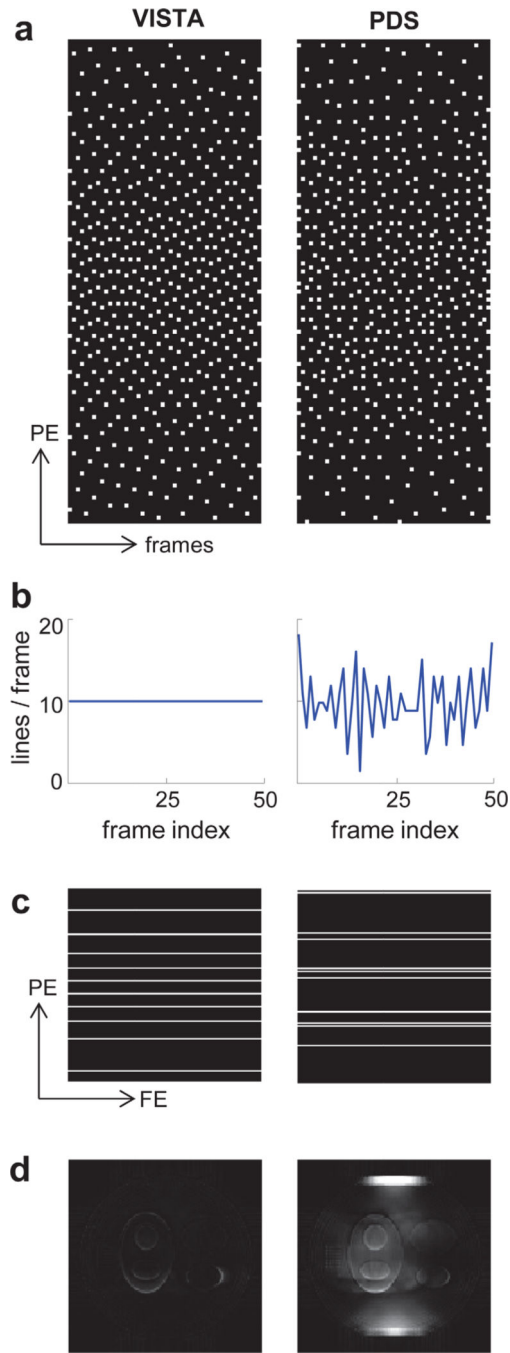 a
VISTA
PDS
PE
frames
b
20
10
0
lines / frame
25
50
frame index
25
50
frame index
c
PE
FE
d